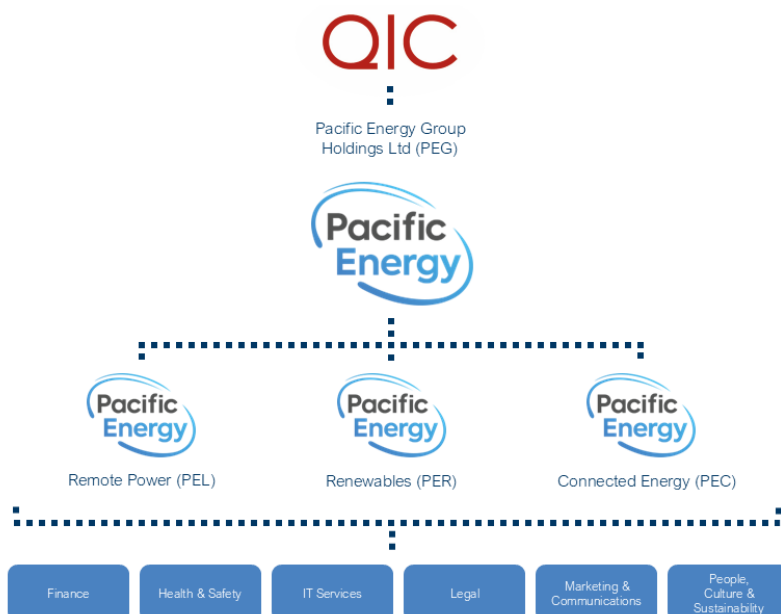 QIC
Pacific Energy Group
Holdings Ltd (PEG)
Pacific
Energy
Pacific
Energy
Pacific
Energy
Pacific
Energy
Remote Power (PEL)
Renewables (PER)
Connected Energy (PEC)
Finance
Health & Safety
IT Services
Legal
Marketing &
Communications
People,
Culture &
Sustainability